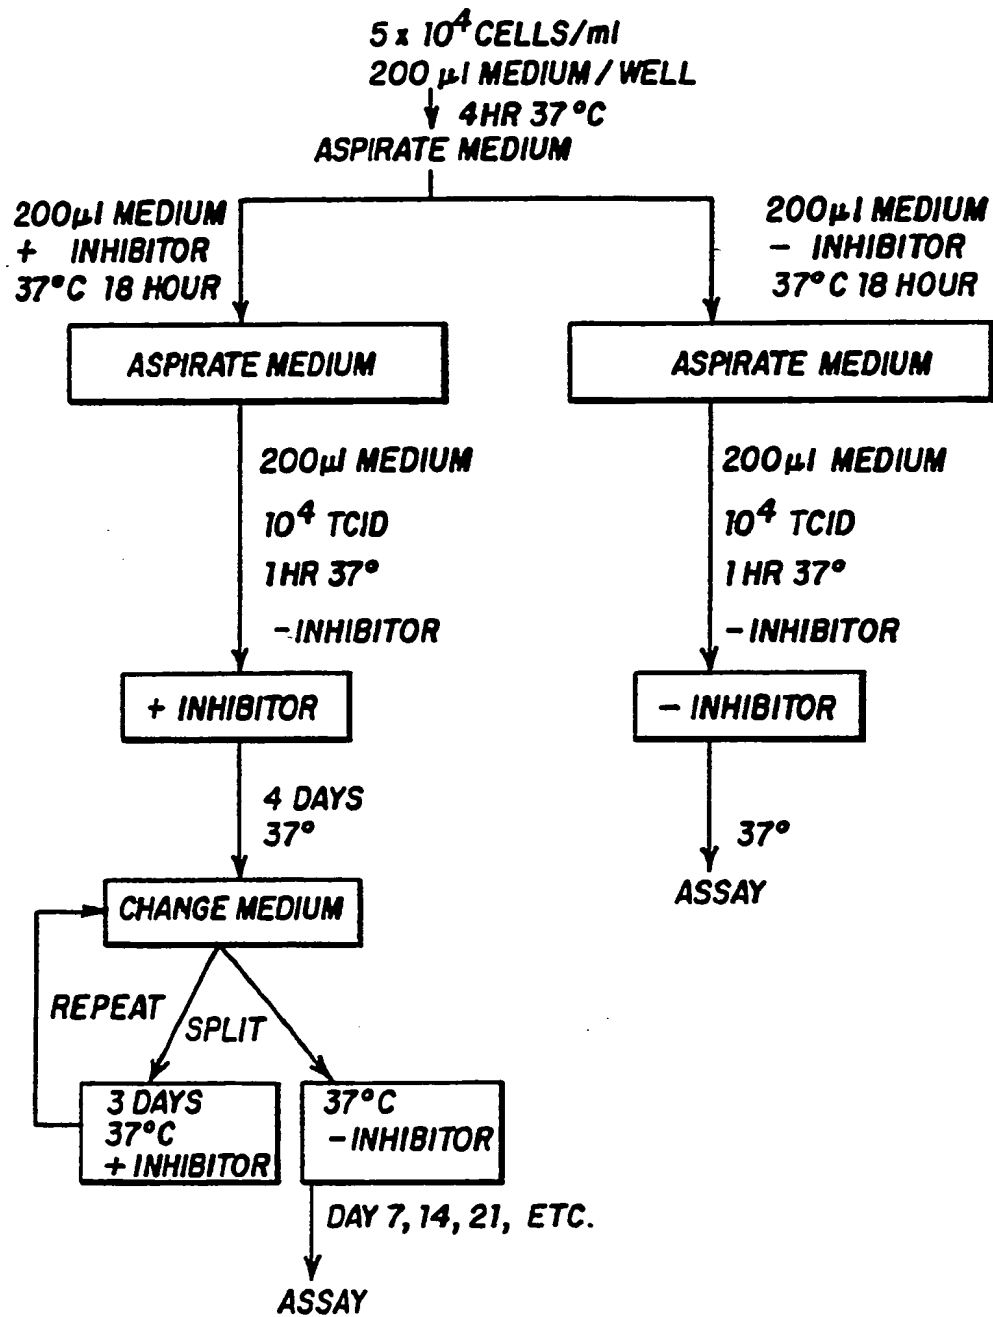 5 x 10⁴ CELLS/ml
200 µl MEDIUM/WELL
4HR 37°C
ASPIRATE MEDIUM
200µl MEDIUM
+ INHIBITOR
37°C 18 HOUR
200µl MEDIUM
- INHIBITOR
37°C 18 HOUR
ASPIRATE MEDIUM
ASPIRATE MEDIUM
200µl MEDIUM
10⁴ TCID
1HR 37°
-INHIBITOR
200µl MEDIUM
10⁴ TCID
1HR 37°
-INHIBITOR
+ INHIBITOR
- INHIBITOR
4 DAYS
37°
37°
ASSAY
CHANGE MEDIUM
REPEAT
SPLIT
3 DAYS
37°C
+ INHIBITOR
37°C
-INHIBITOR
DAY 7, 14, 21, ETC.
ASSAY